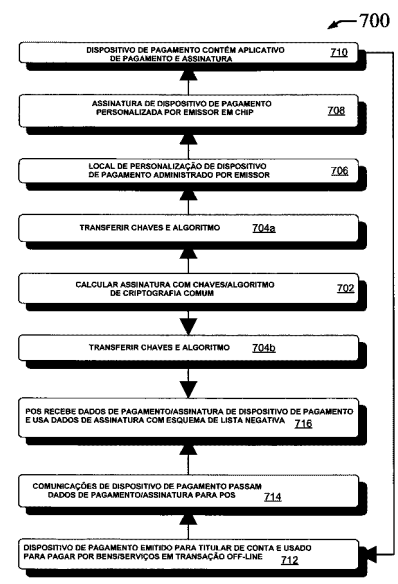 700
DISPOSITIVO DE PAGAMENTO CONTÉM APLICATIVO
DE PAGAMENTO E ASSINATURA 710
ASSINATURA DE DISPOSITIVO DE PAGAMENTO
PERSONALIZADA POR EMISSOR EM CHIP 708
LOCAL DE PERSONALIZAÇÃO DE DISPOSITIVO
DE PAGAMENTO ADMINISTRADO POR EMISSOR 706
TRANSFERIR CHAVES E ALGORITMO 704a
CALCULAR ASSINATURA COM CHAVES/ALGORITMO
DE CRIPTOGRAFIA COMUM 702
TRANSFERIR CHAVES E ALGORITMO 704b
POS RECEBE DADOS DE PAGAMENTO/ASSINATURA DE DISPOSITIVO DE PAGAMENTO
E USA DADOS DE ASSINATURA COM ESQUEMA DE LISTA NEGATIVA 716
COMUNICAÇÕES DE DISPOSITIVO DE PAGAMENTO PASSAM
DADOS DE PAGAMENTO/ASSINATURA PARA POS 714
DISPOSITIVO DE PAGAMENTO EMITIDO PARA TITULAR DE CONTA E USADO
PARA PAGAR POR BENS/SERVIÇOS EM TRANSAÇÃO OFF-LINE 712